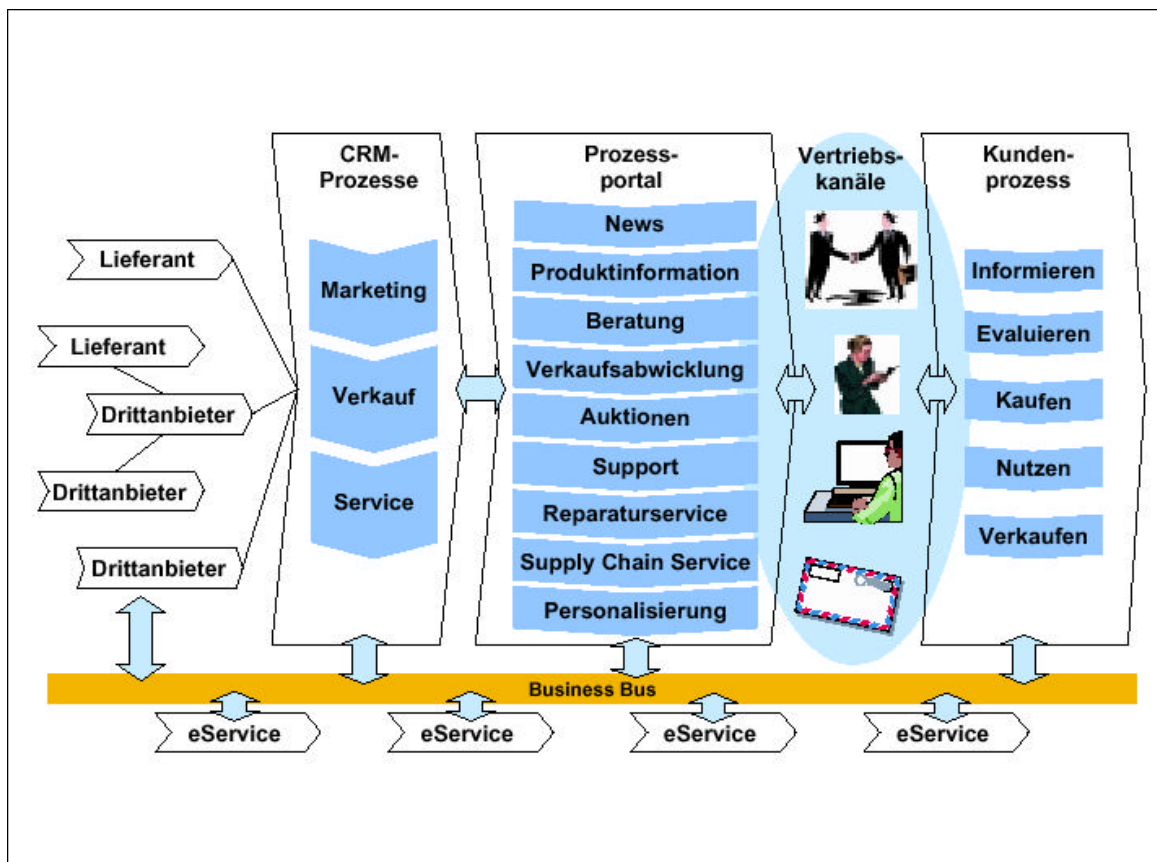 CRM-
Prozesse
Prozess-
portal
Vertriebs-
kanäle
Kunden-
prozess
Lieferant
Lieferant
Drittanbieter
Drittanbieter
Drittanbieter
Marketing
Verkauf
Service
News
Produktinformation
Beratung
Verkaufsabwicklung
Auktionen
Support
Reparaturservice
Supply Chain Service
Personalisierung
Informieren
Evaluieren
Kaufen
Nutzen
Verkaufen
Business Bus
eService
eService
eService
eService